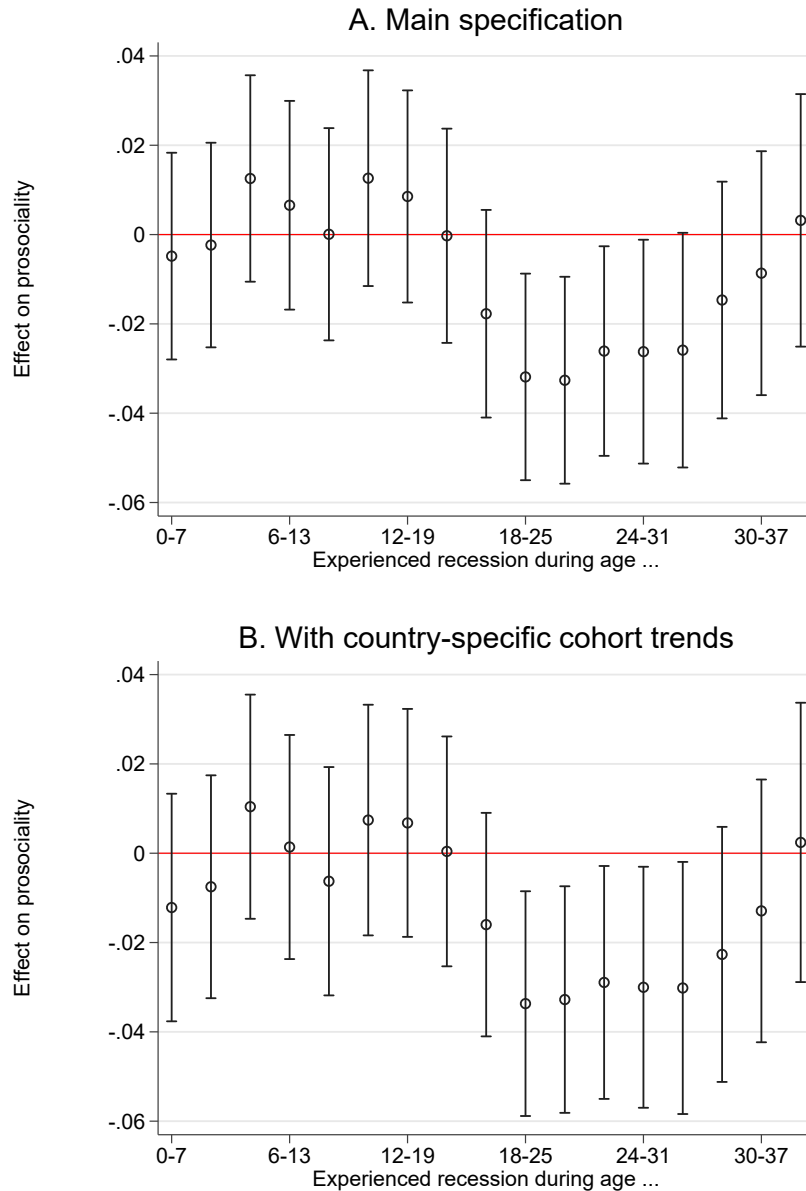 A. Main specification
Effect on prosociality
.04
.02
0
-.02
-.04
-.06
0-7 6-13 12-19 18-25 24-31 30-37
Experienced recession during age ...
B. With country-specific cohort trends
Effect on prosociality
.04
.02
0
-.02
-.04
-.06
0-7 6-13 12-19 18-25 24-31 30-37
Experienced recession during age ...